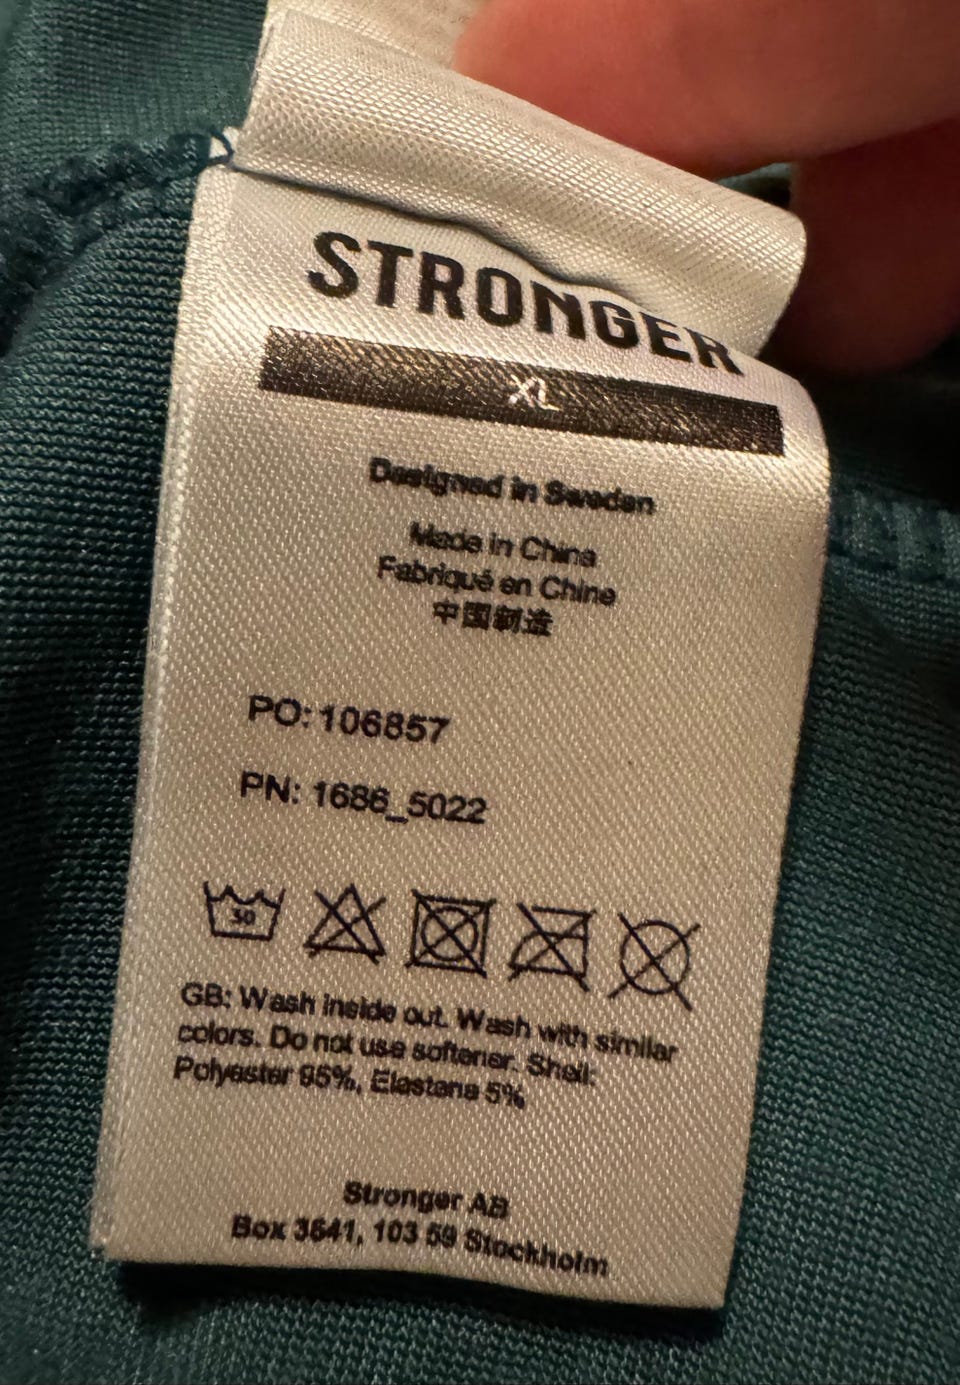 STRONGER
XL
Designed in Sweden
Made in China
Fabriqué en Chine
中国制造
PO: 106857
PN: 1686_5022
30
GB: Wash inside out. Wash with similar
colors. Do not use softener. Shell:
Polyester 95%, Elastane 5%
Stronger AB
Box 3641, 103 59 Stockholm